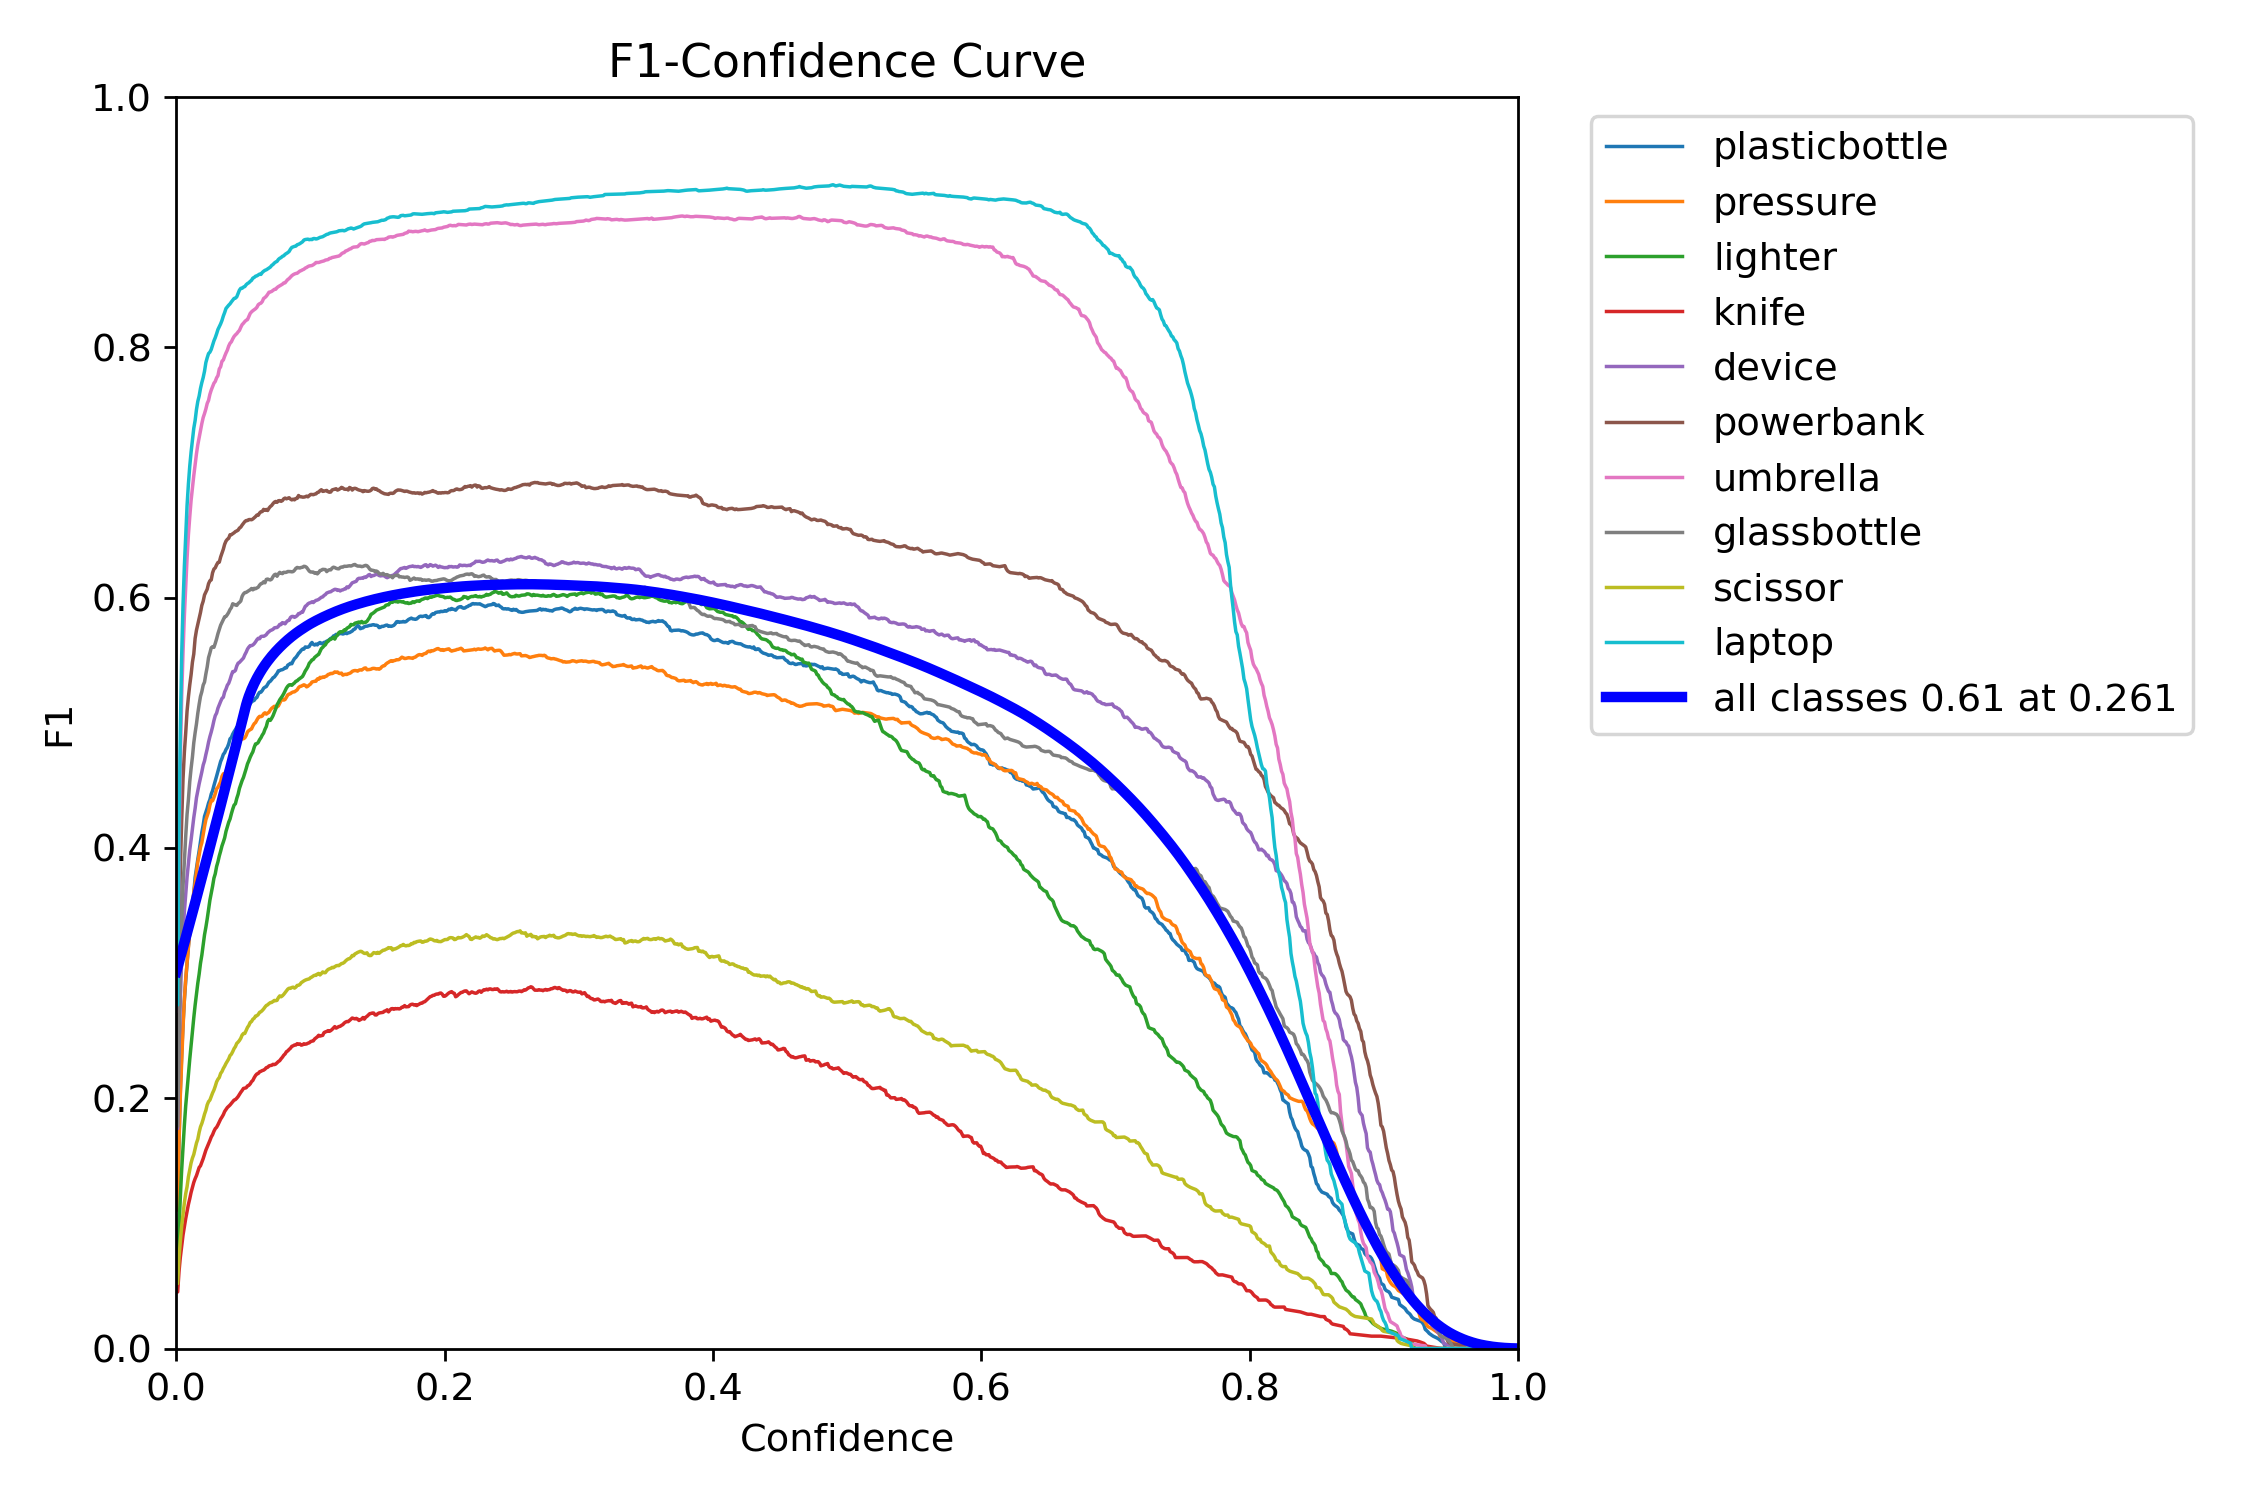 F1-Confidence Curve
1.0
0.8
0.6
0.4
0.2
0.0
F1
0.0 0.2 0.4 0.6 0.8 1.0
Confidence
plasticbottle
pressure
lighter
knife
device
powerbank
umbrella
glassbottle
scissor
laptop
all classes 0.61 at 0.261